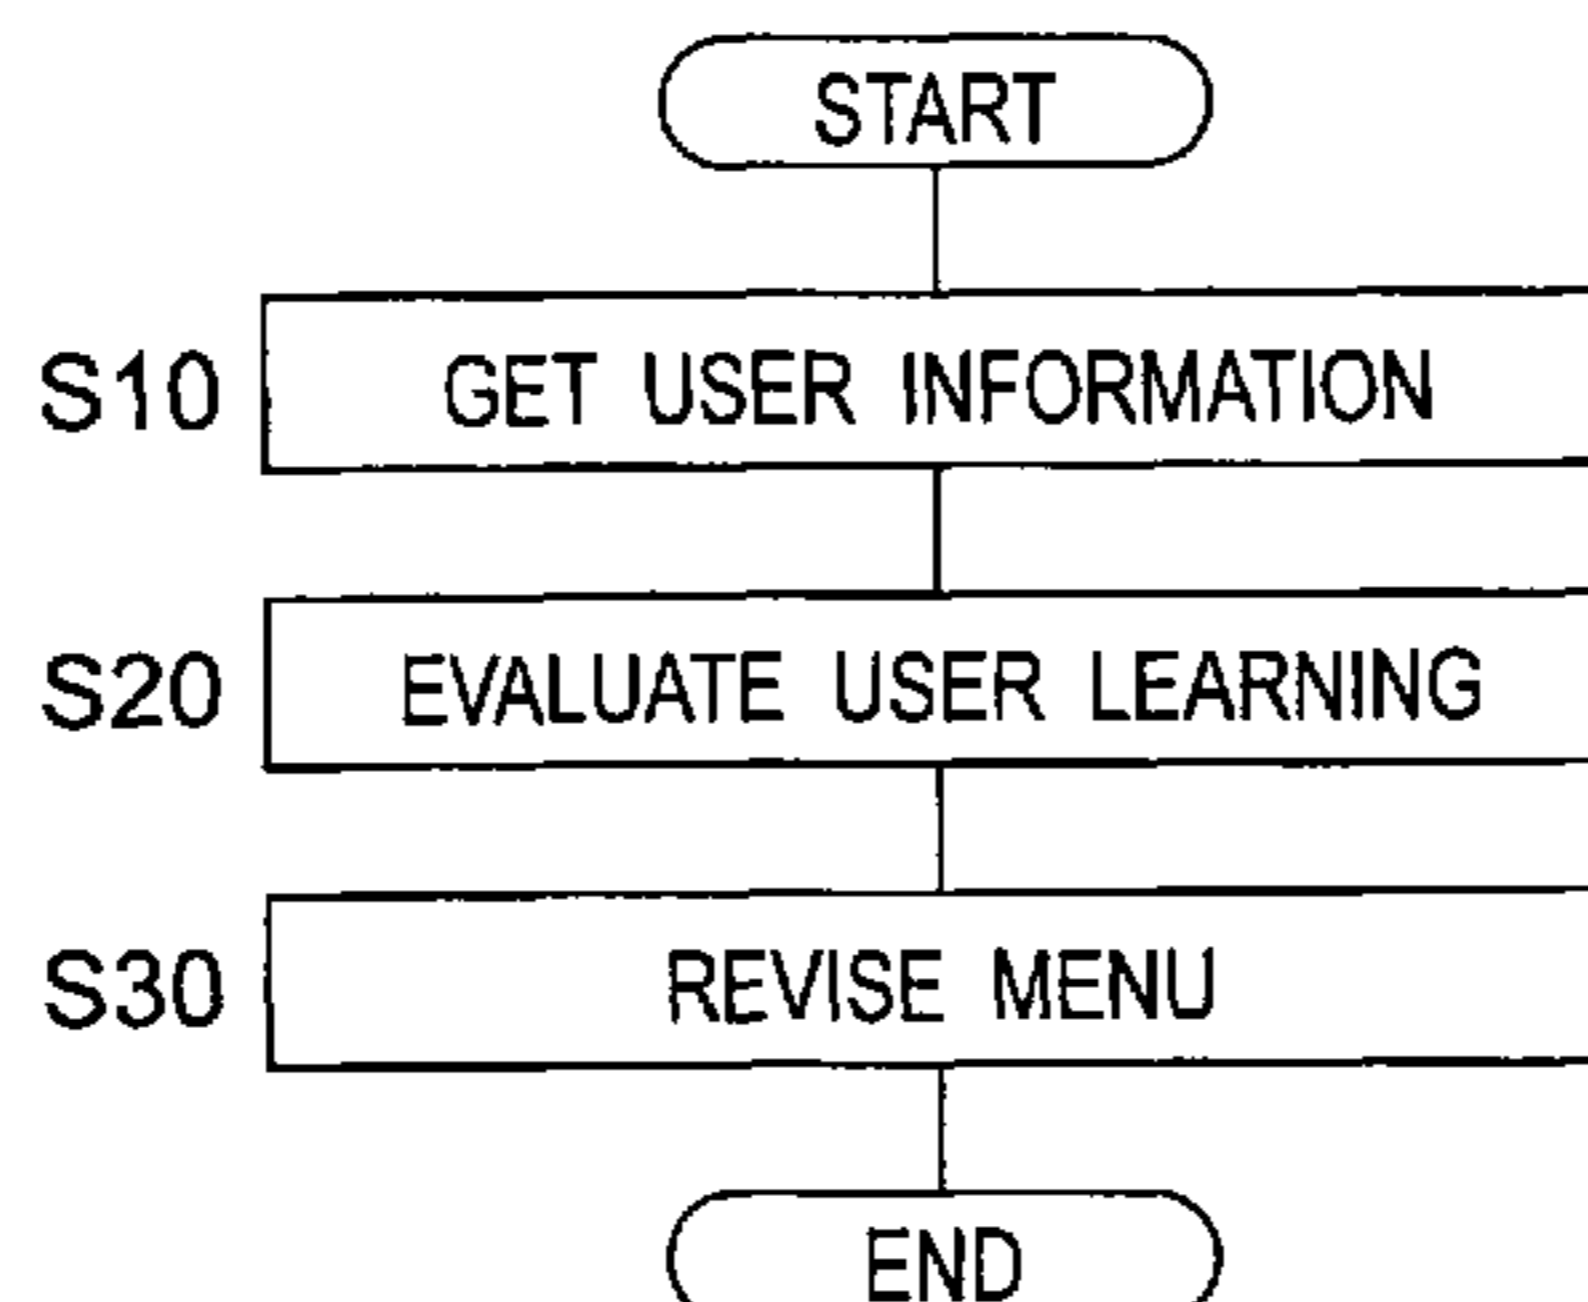 START
S10 GET USER INFORMATION
S20 EVALUATE USER LEARNING
S30 REVISE MENU
END